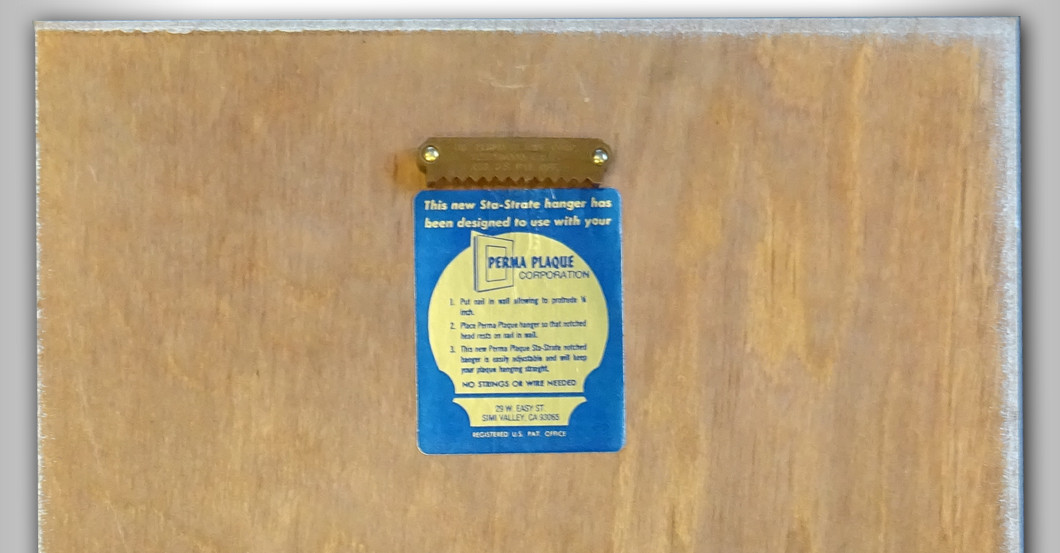 This new Sta-Strate hanger has
been designed to use with your
PERMA PLAQUE
CORPORATION
1. Put nail in wall allowing to protrude ¼
inch.
2. Place Perma Plaque hanger so that notched
head rests on nail in wall.
3. This new Perma Plaque Sta-Strate notched
hanger is easily adjustable and will keep
your plaque hanging straight.
NO STRINGS OR WIRE NEEDED
29 W. EASY ST.
SIMI VALLEY, CA 93065
REGISTERED U.S. PAT. OFFICE